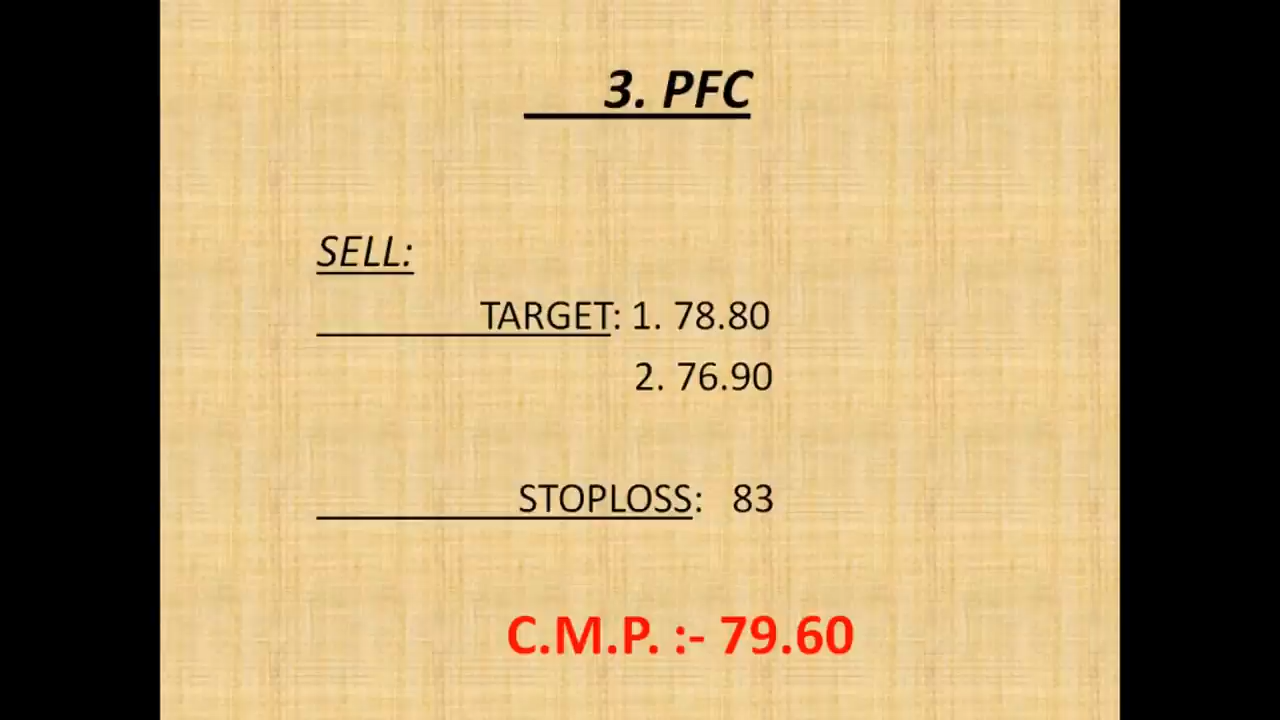 3. PFC
SELL:
TARGET: 1. 78.80
2. 76.90
STOPLOSS: 83
C.M.P. :- 79.60